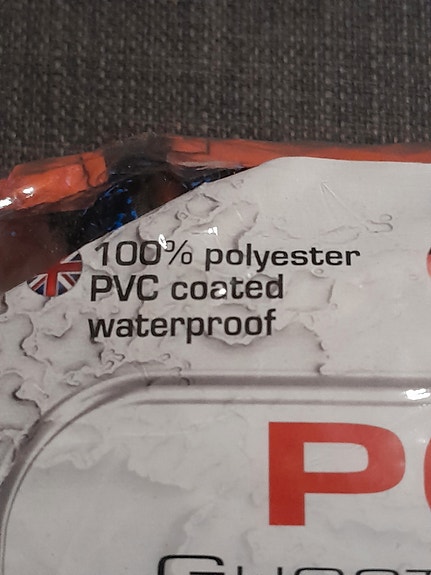 100% polyester
PVC coated
waterproof